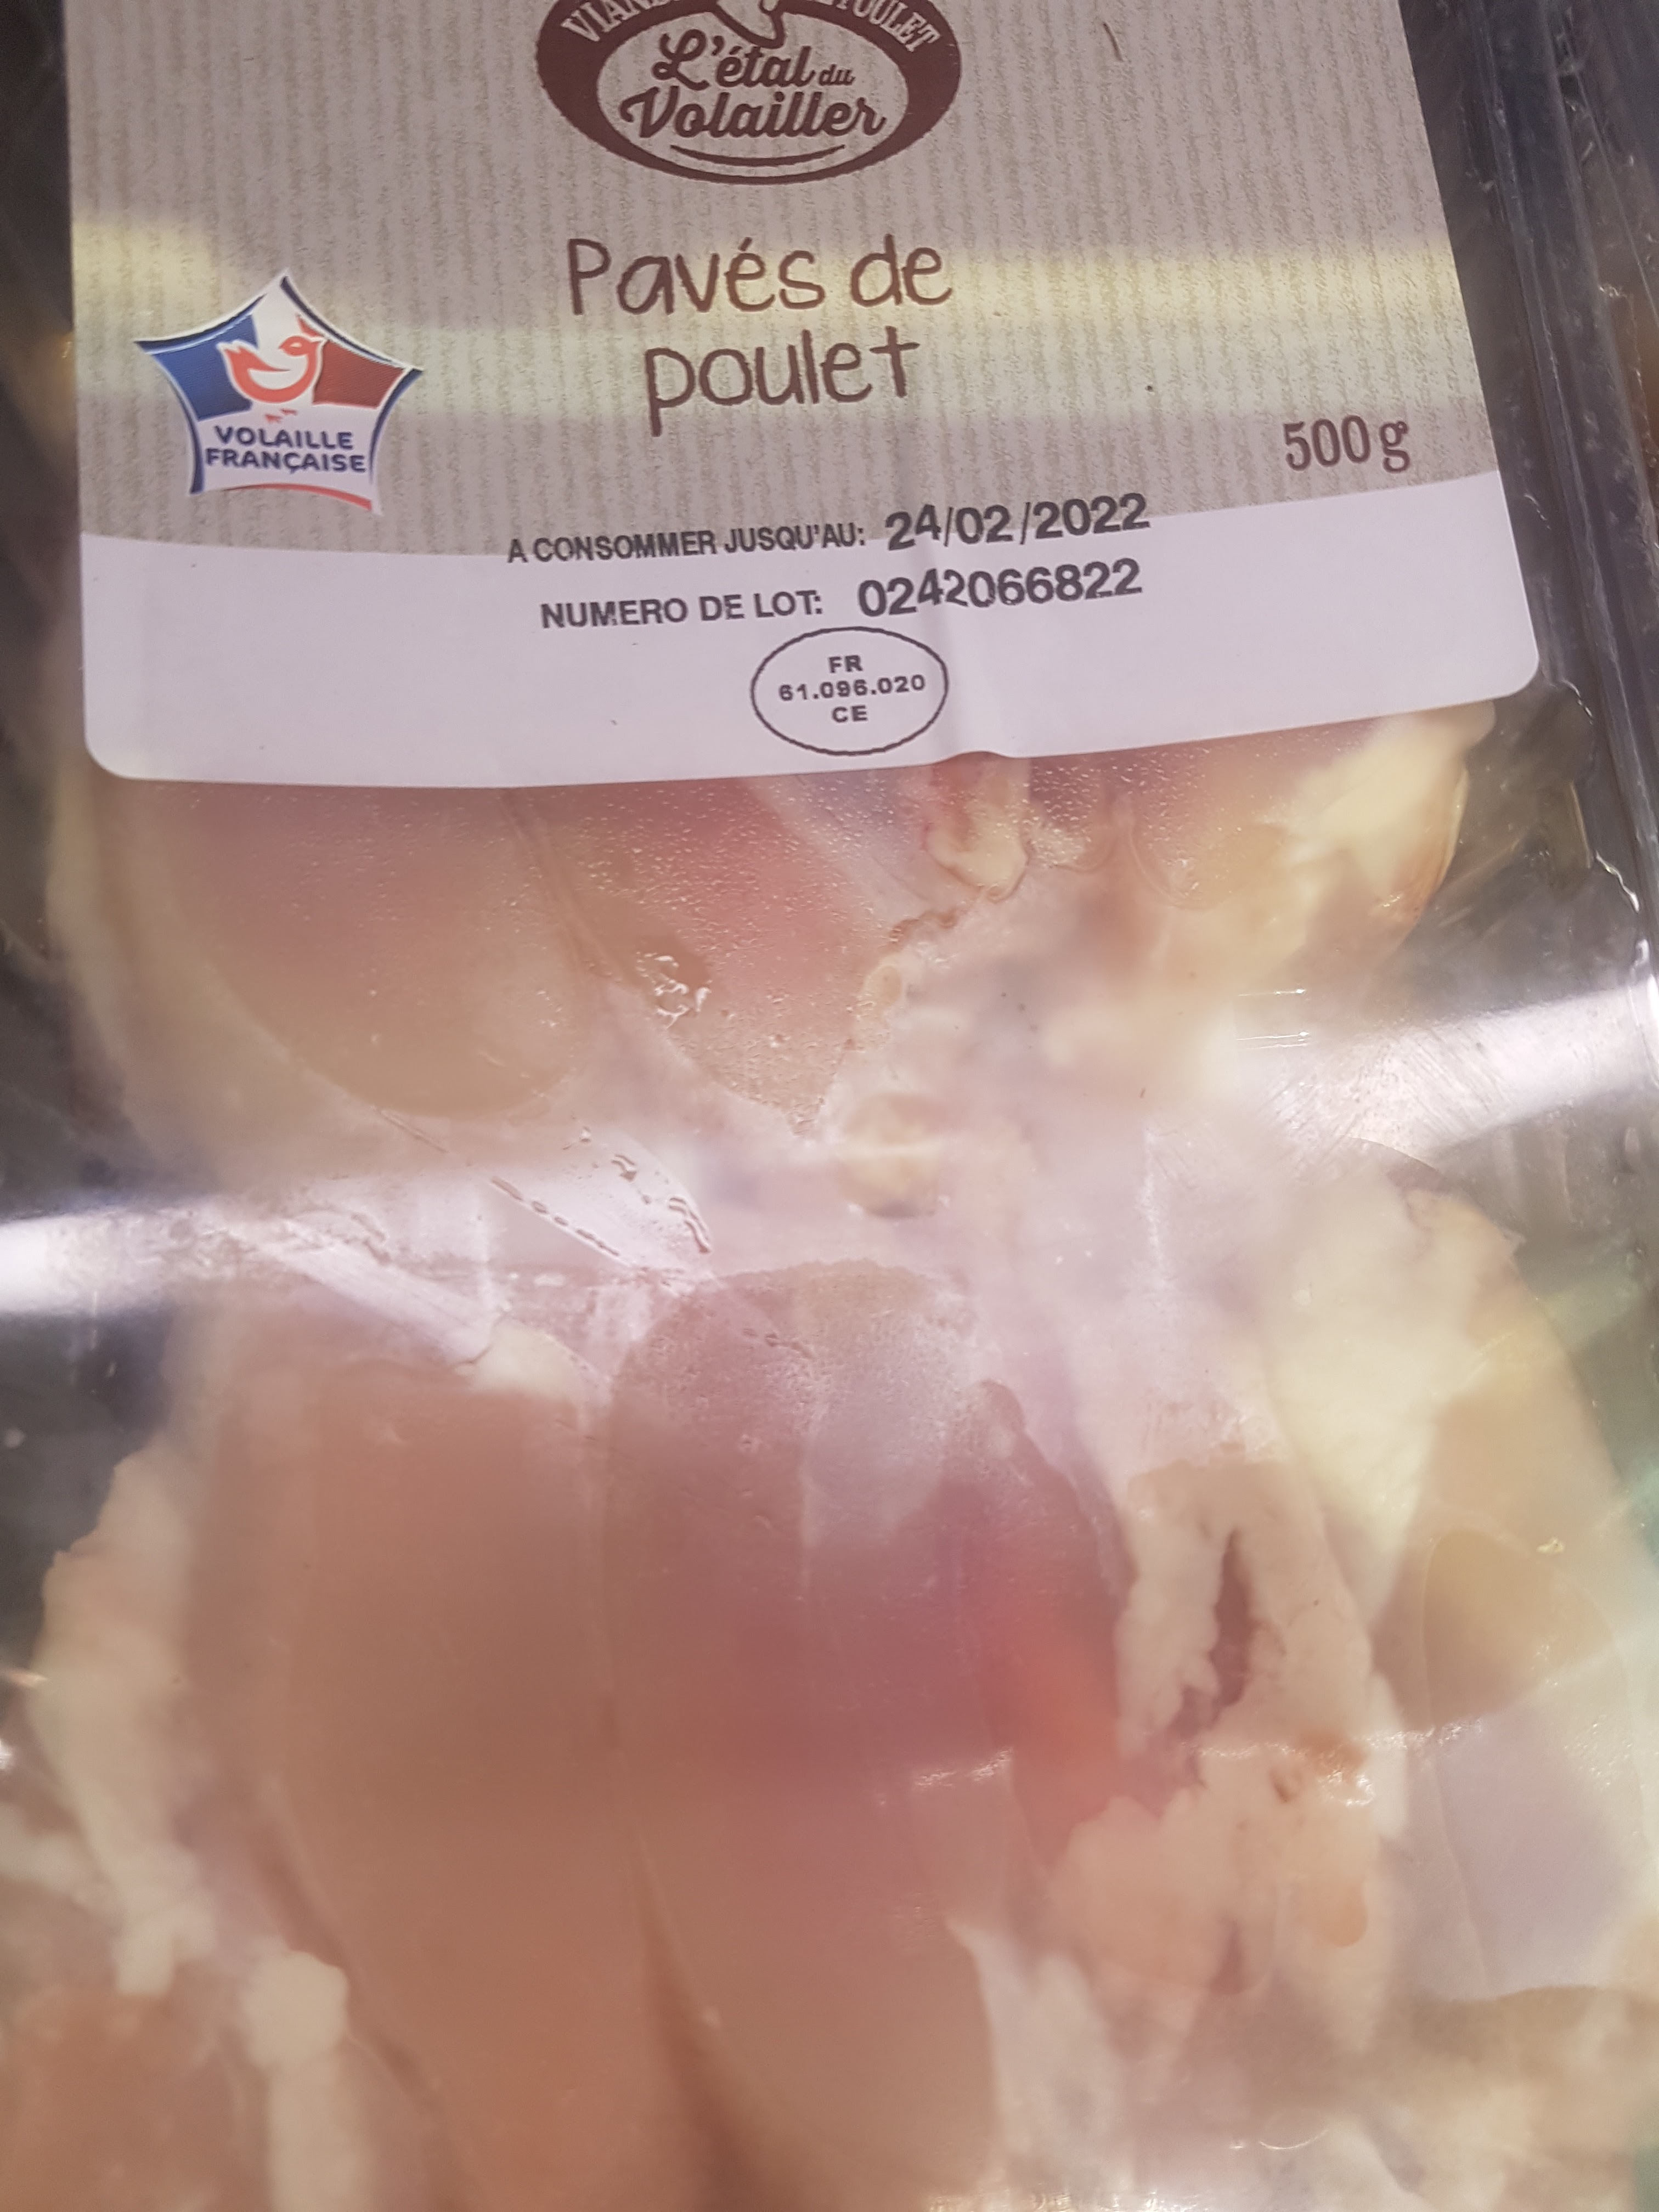 L'étal du
Volailler
Pavés de
poulet
VOLAILLE
FRANÇAISE
500g
A CONSOMMER JUSQU'AU: 24/02/2022
NUMERO DE LOT: 0242066822
FR
61.096.020
CE